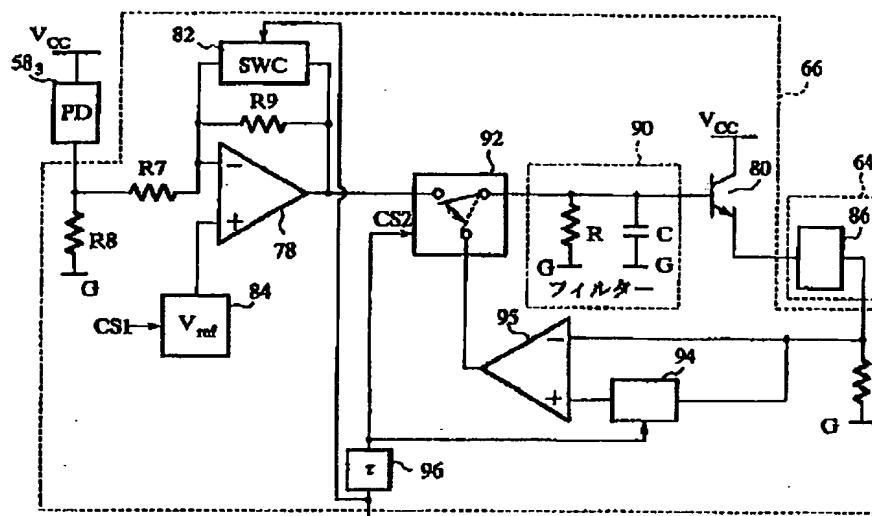 VCC
58₃
PD
82
SWC
R9
R7
R8
G
−
+
78
CS1
Vref
84
92
CS2
90
R
C
G
G
フィルター
VCC
80
66
64
86
95
−
+
94
G
τ
96